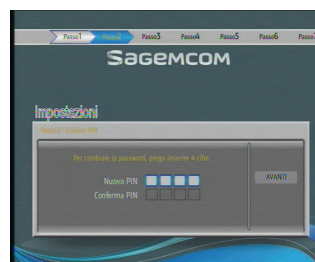 Passo1 Passo2 Passo3 Passo4 Passo5 Passo6 Passo7
Sagemcom
Impostazioni
Passo2 : Codice PIN
Per cambiare la password, prego inserire 4 cifre.
Nuovo PIN
AVANTI
Conferma PIN